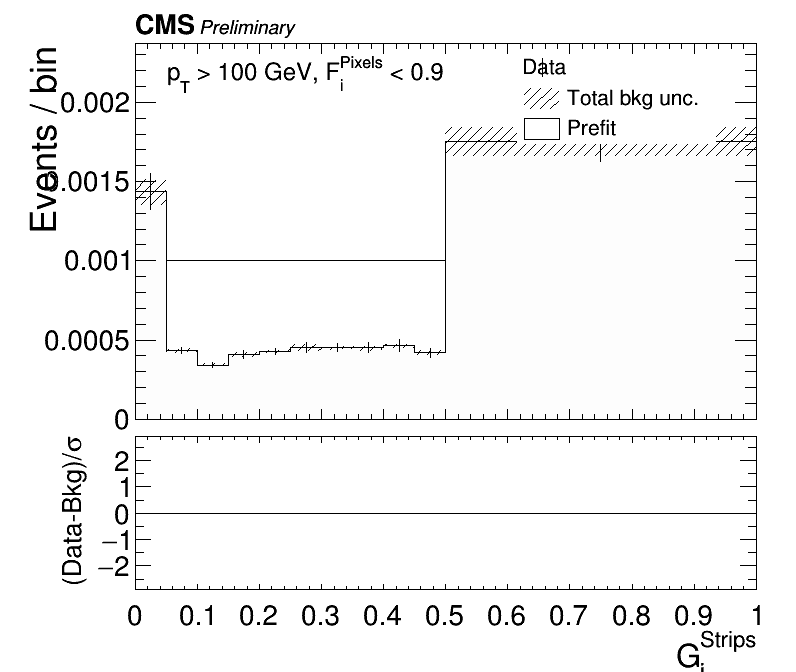 CMS Preliminary
p_T > 100 GeV, F_i^Pixels < 0.9
Data
Total bkg unc.
Prefit
Events / bin
0.002
0.0015
0.001
0.0005
0
(Data-Bkg)/σ
2
1
0
−1
−2
0 0.1 0.2 0.3 0.4 0.5 0.6 0.7 0.8 0.9 1
G_i^Strips